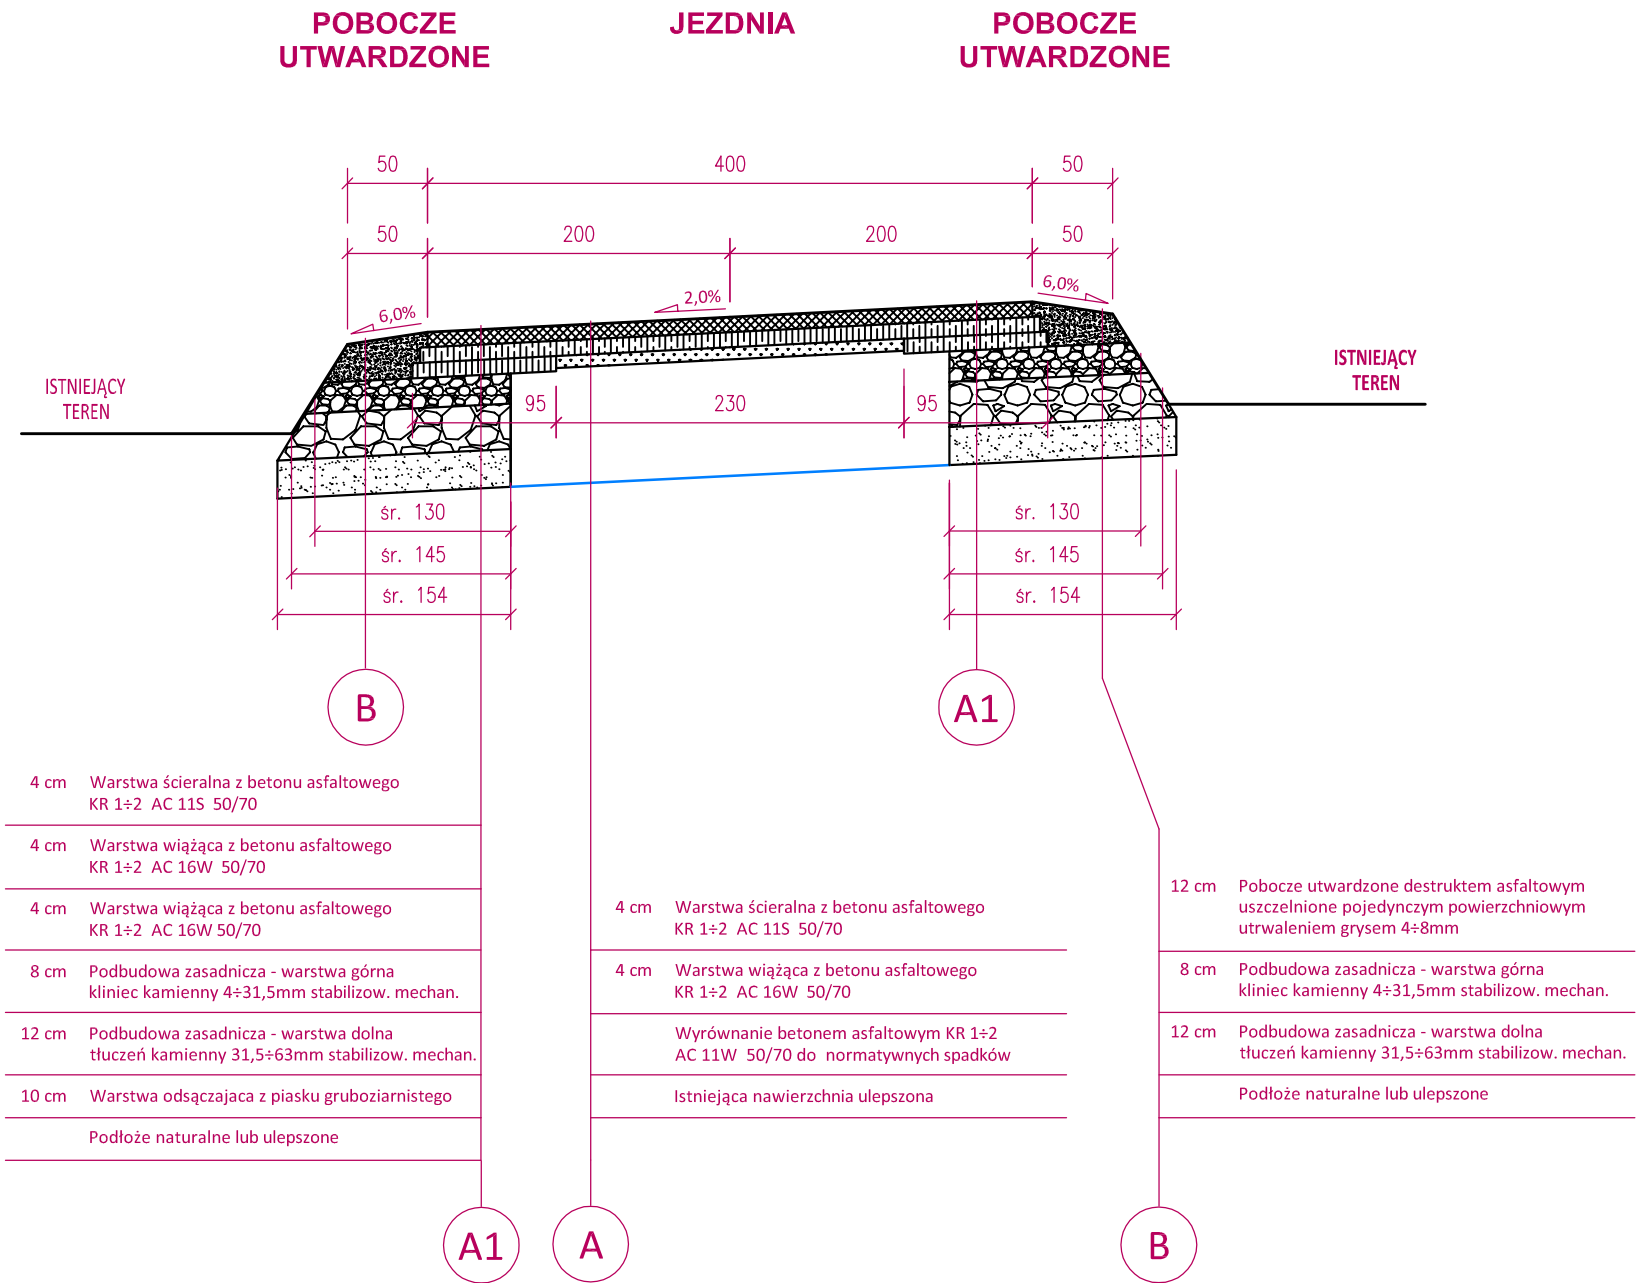 POBOCZE
UTWARDZONE
JEZDNIA
POBOCZE
UTWARDZONE
50
400
50
50
200
200
50
6,0%
2,0%
6,0%
ISTNIEJĄCY
TEREN
ISTNIEJĄCY
TEREN
95
230
95
śr. 130
śr. 145
śr. 154
śr. 130
śr. 145
śr. 154
B
A1
4 cm Warstwa ścieralna z betonu asfaltowego
KR 1÷2 AC 11S 50/70
4 cm Warstwa wiążąca z betonu asfaltowego
KR 1÷2 AC 16W 50/70
4 cm Warstwa wiążąca z betonu asfaltowego
KR 1÷2 AC 16W 50/70
8 cm Podbudowa zasadnicza - warstwa górna
kliniec kamienny 4÷31,5mm stabilizow. mechan.
12 cm Podbudowa zasadnicza - warstwa dolna
tłuczeń kamienny 31,5÷63mm stabilizow. mechan.
10 cm Warstwa odsączajaca z piasku gruboziarnistego
Podłoże naturalne lub ulepszone
4 cm Warstwa ścieralna z betonu asfaltowego
KR 1÷2 AC 11S 50/70
4 cm Warstwa wiążąca z betonu asfaltowego
KR 1÷2 AC 16W 50/70
Wyrównanie betonem asfaltowym KR 1÷2
AC 11W 50/70 do normatywnych spadków
Istniejąca nawierzchnia ulepszona
12 cm Pobocze utwardzone destruktem asfaltowym
uszczelnione pojedynczym powierzchniowym
utrwaleniem grysem 4÷8mm
8 cm Podbudowa zasadnicza - warstwa górna
kliniec kamienny 4÷31,5mm stabilizow. mechan.
12 cm Podbudowa zasadnicza - warstwa dolna
tłuczeń kamienny 31,5÷63mm stabilizow. mechan.
Podłoże naturalne lub ulepszone
A1
A
B